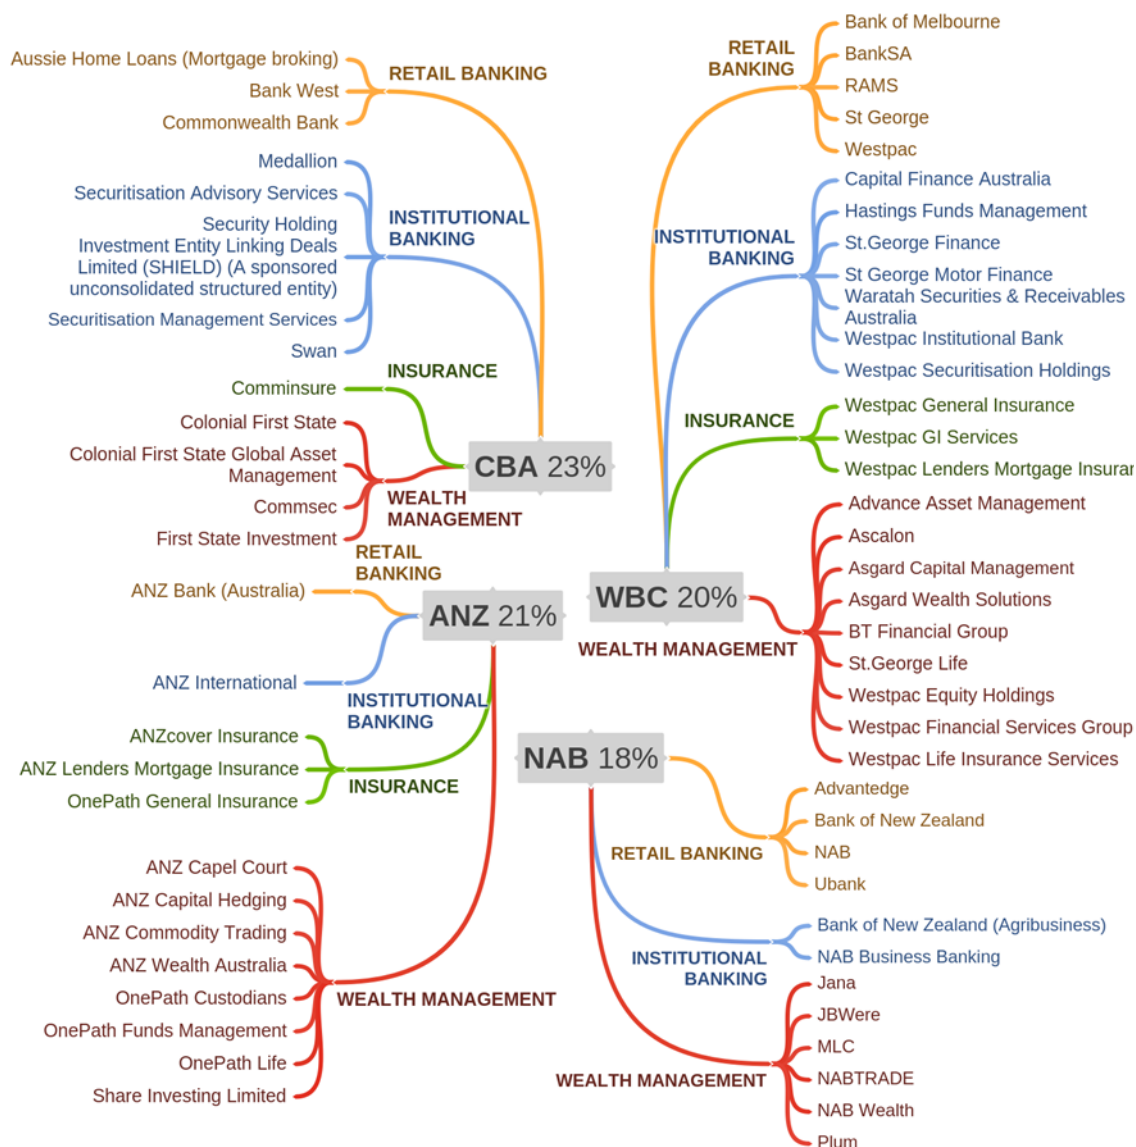 Aussie Home Loans (Mortgage broking)
Bank West
Commonwealth Bank
RETAIL BANKING
Medallion
Securitisation Advisory Services
Security Holding
Investment Entity Linking Deals
Limited (SHIELD) (A sponsored
unconsolidated structured entity)
Securitisation Management Services
Swan
INSTITUTIONAL
BANKING
Comminsure
INSURANCE
Colonial First State
Colonial First State Global Asset
Management
Commsec
First State Investment
WEALTH
MANAGEMENT
CBA 23%
RETAIL
BANKING
ANZ Bank (Australia)
ANZ 21%
ANZ International
INSTITUTIONAL
BANKING
ANZcover Insurance
ANZ Lenders Mortgage Insurance
OnePath General Insurance
INSURANCE
ANZ Capel Court
ANZ Capital Hedging
ANZ Commodity Trading
ANZ Wealth Australia
OnePath Custodians
OnePath Funds Management
OnePath Life
Share Investing Limited
WEALTH MANAGEMENT
RETAIL
BANKING
Bank of Melbourne
BankSA
RAMS
St George
Westpac
INSTITUTIONAL
BANKING
Capital Finance Australia
Hastings Funds Management
St.George Finance
St George Motor Finance
Waratah Securities & Receivables
Australia
Westpac Institutional Bank
Westpac Securitisation Holdings
INSURANCE
Westpac General Insurance
Westpac GI Services
Westpac Lenders Mortgage Insurar
WBC 20%
WEALTH MANAGEMENT
Advance Asset Management
Ascalon
Asgard Capital Management
Asgard Wealth Solutions
BT Financial Group
St.George Life
Westpac Equity Holdings
Westpac Financial Services Group
Westpac Life Insurance Services
NAB 18%
RETAIL BANKING
Advantedge
Bank of New Zealand
NAB
Ubank
INSTITUTIONAL
BANKING
Bank of New Zealand (Agribusiness)
NAB Business Banking
WEALTH MANAGEMENT
Jana
JBWere
MLC
NABTRADE
NAB Wealth
Plum